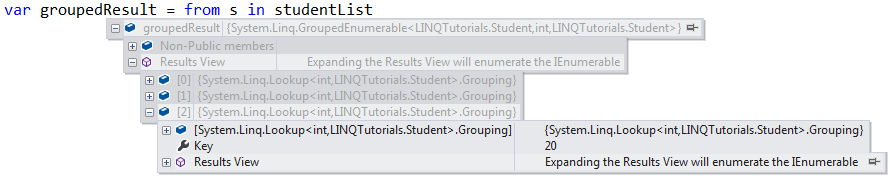 var groupedResult = from s in studentList
groupedResult {System.Linq.GroupedEnumerable<LINQTutorials.Student,int,LINQTutorials.Student>}
Non-Public members
Results View Expanding the Results View will enumerate the IEnumerable
[0] {System.Linq.Lookup<int,LINQTutorials.Student>.Grouping}
[1] {System.Linq.Lookup<int,LINQTutorials.Student>.Grouping}
[2] {System.Linq.Lookup<int,LINQTutorials.Student>.Grouping}
[System.Linq.Lookup<int,LINQTutorials.Student>.Grouping] {System.Linq.Lookup<int,LINQTutorials.Student>.Grouping}
Key 20
Results View Expanding the Results View will enumerate the IEnumerable